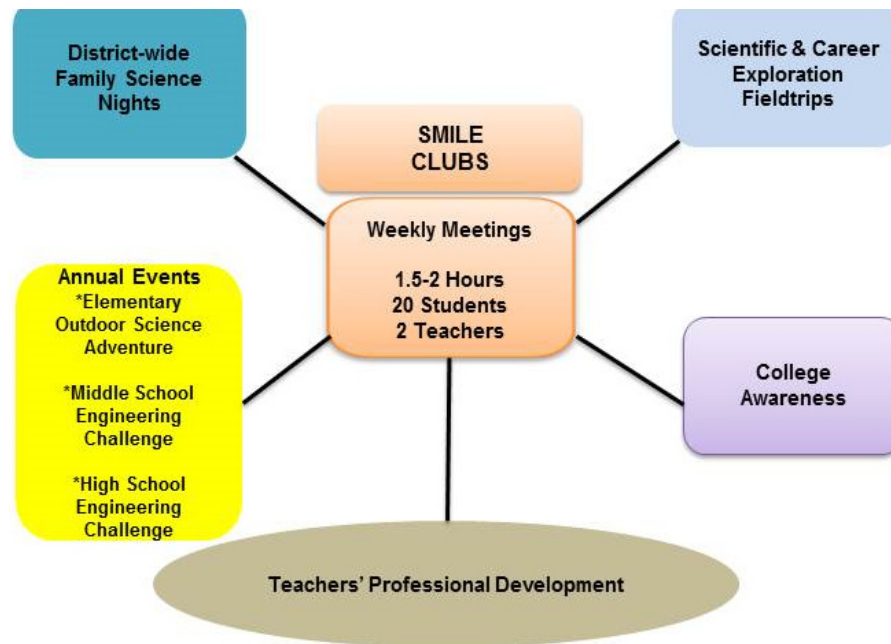 District-wide
Family Science
Nights
Scientific & Career
Exploration
Fieldtrips
SMILE
CLUBS
Weekly Meetings
1.5-2 Hours
20 Students
2 Teachers
Annual Events
*Elementary
Outdoor Science
Adventure
*Middle School
Engineering
Challenge
*High School
Engineering
Challenge
College
Awareness
Teachers’ Professional Development